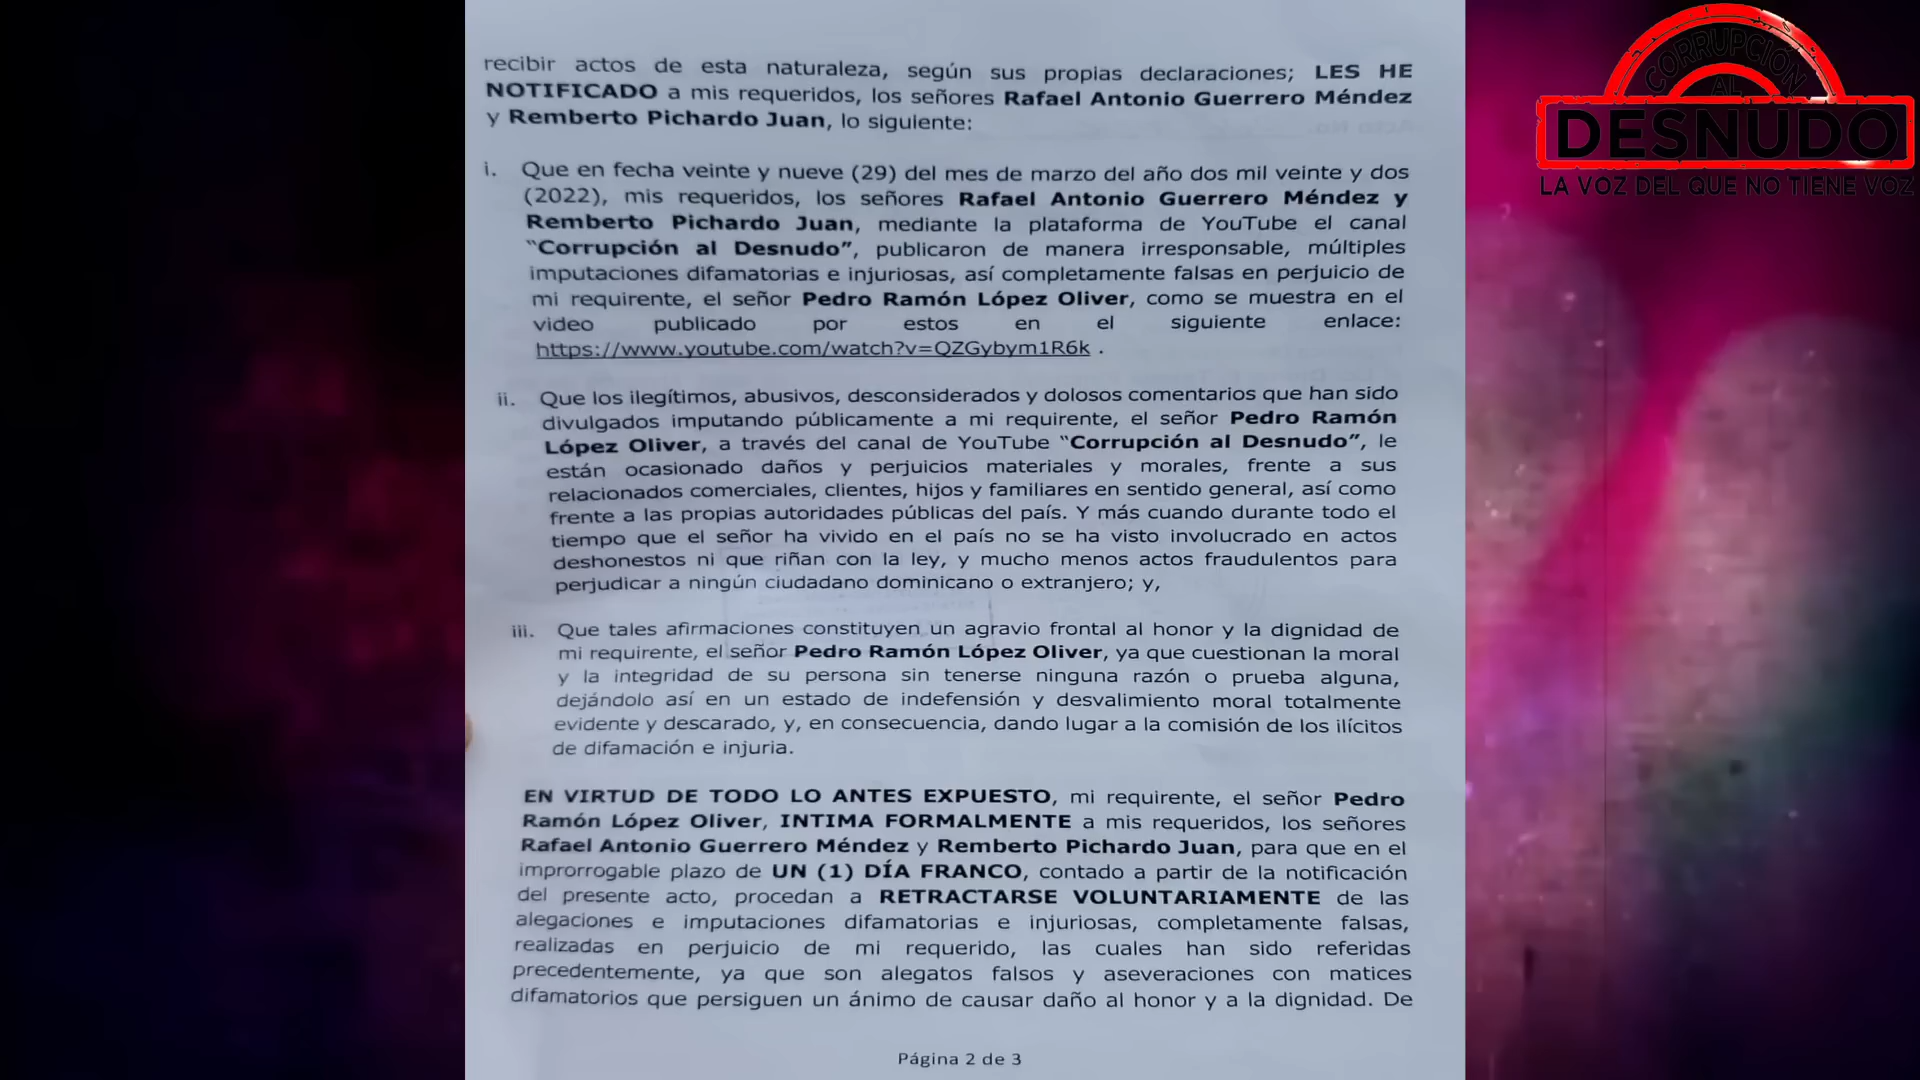 CORRUPCIÓN
AL
DESNUDO
LA VOZ DEL QUE NO TIENE VOZ
recibir actos de esta naturaleza, según sus propias declaraciones; LES HE
NOTIFICADO a mis requeridos, los señores Rafael Antonio Guerrero Méndez
y Remberto Pichardo Juan, lo siguiente:
i. Que en fecha veinte y nueve (29) del mes de marzo del año dos mil veinte y dos
(2022), mis requeridos, los señores Rafael Antonio Guerrero Méndez y
Remberto Pichardo Juan, mediante la plataforma de YouTube el canal
“Corrupción al Desnudo”, publicaron de manera irresponsable, múltiples
imputaciones difamatorias e injuriosas, así completamente falsas en perjuicio de
mi requirente, el señor Pedro Ramón López Oliver, como se muestra en el
video publicado por estos en el siguiente enlace:
https://www.youtube.com/watch?v=QZGybym1R6k .
ii. Que los ilegítimos, abusivos, desconsiderados y dolosos comentarios que han sido
divulgados imputando públicamente a mi requirente, el señor Pedro Ramón
López Oliver, a través del canal de YouTube “Corrupción al Desnudo”, le
están ocasionado daños y perjuicios materiales y morales, frente a sus
relacionados comerciales, clientes, hijos y familiares en sentido general, así como
frente a las propias autoridades públicas del país. Y más cuando durante todo el
tiempo que el señor ha vivido en el país no se ha visto involucrado en actos
deshonestos ni que riñan con la ley, y mucho menos actos fraudulentos para
perjudicar a ningún ciudadano dominicano o extranjero; y,
iii. Que tales afirmaciones constituyen un agravio frontal al honor y la dignidad de
mi requirente, el señor Pedro Ramón López Oliver, ya que cuestionan la moral
y la integridad de su persona sin tenerse ninguna razón o prueba alguna,
dejándolo así en un estado de indefensión y desvalimiento moral totalmente
evidente y descarado, y, en consecuencia, dando lugar a la comisión de los ilícitos
de difamación e injuria.
EN VIRTUD DE TODO LO ANTES EXPUESTO, mi requirente, el señor Pedro
Ramón López Oliver, INTIMA FORMALMENTE a mis requeridos, los señores
Rafael Antonio Guerrero Méndez y Remberto Pichardo Juan, para que en el
improrrogable plazo de UN (1) DÍA FRANCO, contado a partir de la notificación
del presente acto, procedan a RETRACTARSE VOLUNTARIAMENTE de las
alegaciones e imputaciones difamatorias e injuriosas, completamente falsas,
realizadas en perjuicio de mi requerido, las cuales han sido referidas
precedentemente, ya que son alegatos falsos y aseveraciones con matices
difamatorios que persiguen un ánimo de causar daño al honor y a la dignidad. De
Página 2 de 3